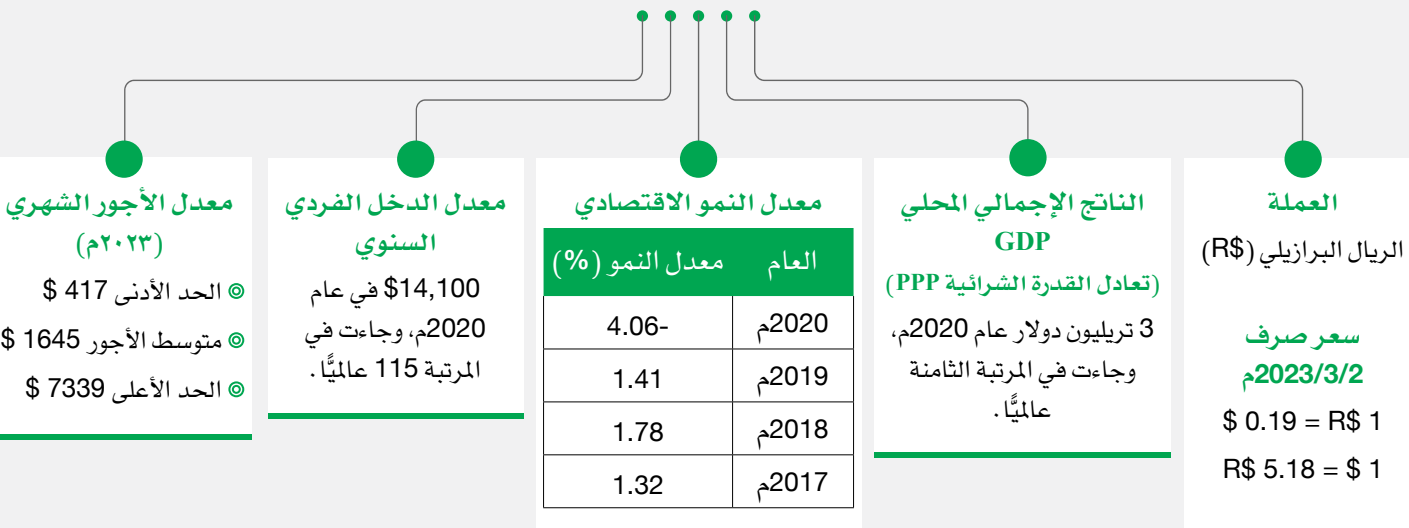 العملة
الريال البرازيلي (R$)
سعر صرف
2023/3/2م
1 R$ = 0.19 $
1 $ = 5.18 R$
الناتج الإجمالي المحلي
GDP
(تعادل القدرة الشرائية PPP)
3 تريليون دولار عام 2020م،
وجاءت في المرتبة الثامنة
عالميًّا.
معدل النمو الاقتصادي
العام معدل النمو (%)
2020م 4.06-
2019م 1.41
2018م 1.78
2017م 1.32
معدل الدخل الفردي
السنوي
14,100$ في عام
2020م، وجاءت في
المرتبة 115 عالميًّا.
معدل الأجور الشهري
(٢٠٢٣م)
الحد الأدنى 417 $
متوسط الأجور 1645 $
الحد الأعلى 7339 $